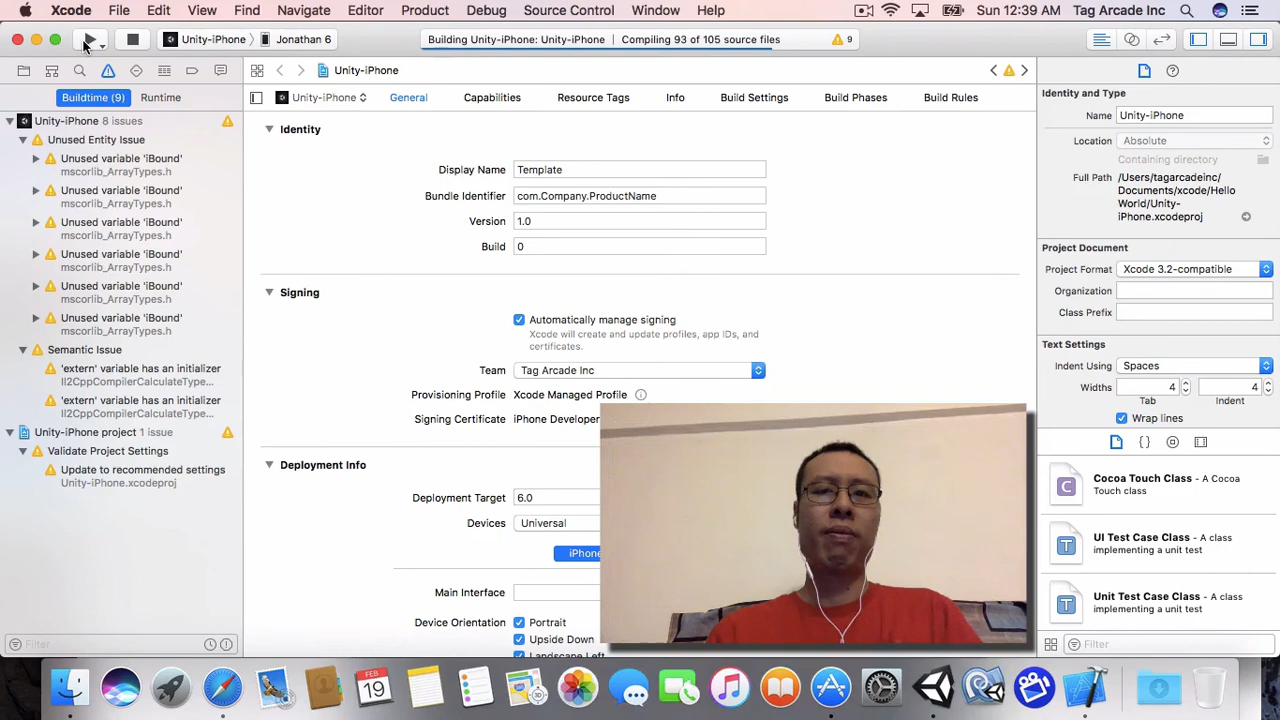 Xcode File Edit View Find Navigate Editor Product Debug Source Control Window Help Sun 12:39 AM Tag Arcade Inc
Unity-iPhone Jonathan 6 Building Unity-iPhone: Unity-iPhone | Compiling 93 of 105 source files 9
Unity-iPhone
Buildtime (9) Runtime
Unity-iPhone 8 issues
Unused Entity Issue
Unused variable 'iBound'
mscorlib_ArrayTypes.h
Unused variable 'iBound'
mscorlib_ArrayTypes.h
Unused variable 'iBound'
mscorlib_ArrayTypes.h
Unused variable 'iBound'
mscorlib_ArrayTypes.h
Unused variable 'iBound'
mscorlib_ArrayTypes.h
Unused variable 'iBound'
mscorlib_ArrayTypes.h
Semantic Issue
'extern' variable has an initializer
Il2CppCompilerCalculateType...
'extern' variable has an initializer
Il2CppCompilerCalculateType...
Unity-iPhone project 1 issue
Validate Project Settings
Update to recommended settings
Unity-iPhone.xcodeproj
Filter
Unity-iPhone General Capabilities Resource Tags Info Build Settings Build Phases Build Rules
Identity
Display Name Template
Bundle Identifier com.Company.ProductName
Version 1.0
Build 0
Signing
Automatically manage signing
Xcode will create and update profiles, app IDs, and
certificates.
Team Tag Arcade Inc
Provisioning Profile Xcode Managed Profile
Signing Certificate iPhone Developer
Deployment Info
Deployment Target 6.0
Devices Universal
iPhone
Main Interface
Device Orientation Portrait
Upside Down
Landscape Left
Identity and Type
Name Unity-iPhone
Location Absolute
Containing directory
Full Path /Users/tagarcadeinc/
Documents/xcode/Hello
World/Unity-
iPhone.xcodeproj
Project Document
Project Format Xcode 3.2-compatible
Organization
Class Prefix
Text Settings
Indent Using Spaces
Widths 4 4
Tab Indent
Wrap lines
{}
C Cocoa Touch Class - A Cocoa
Touch class
T UI Test Case Class - A class
implementing a unit test
T Unit Test Case Class - A class
implementing a unit test
Filter
FEB
19